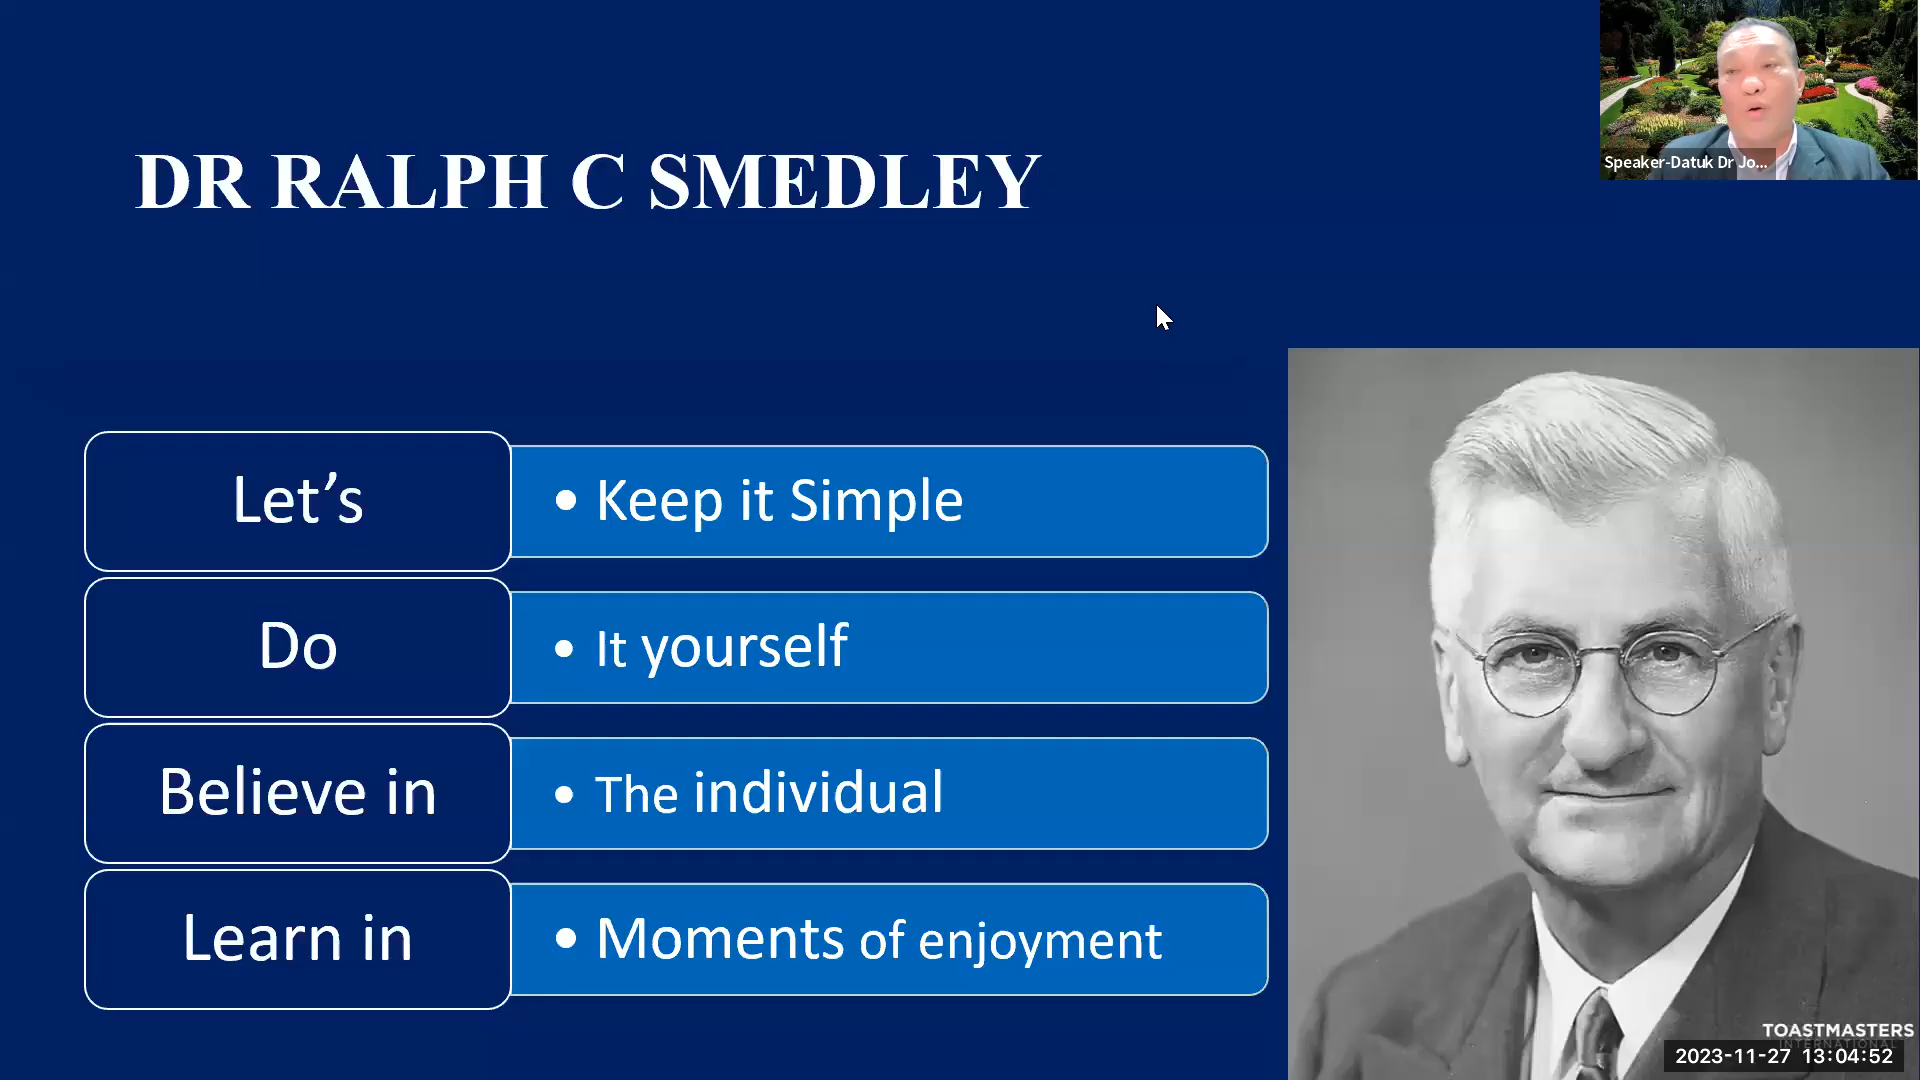 DR RALPH C SMEDLEY
Speaker-Datuk Dr Jo...
Let’s
• Keep it Simple
Do
• It yourself
Believe in
• The individual
Learn in
• Moments of enjoyment
TOASTMASTERS
INTERNATIONAL
2023-11-27 13:04:52